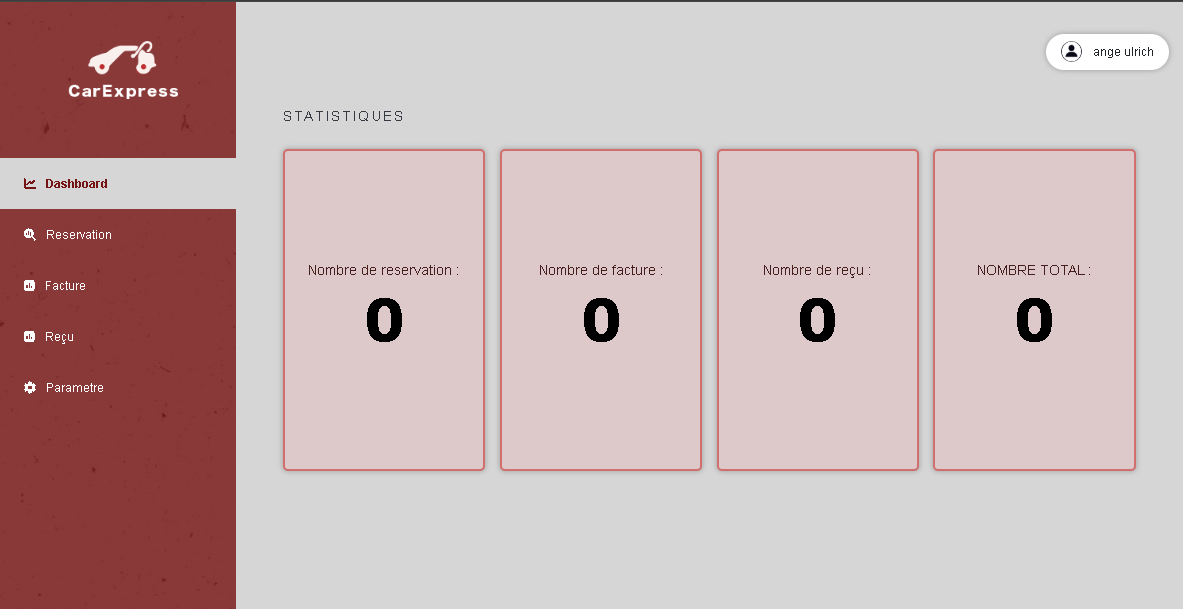 CarExpress
Dashboard
Reservation
Facture
Reçu
Parametre
ange ulrich
STATISTIQUES
Nombre de reservation :
0
Nombre de facture :
0
Nombre de reçu :
0
NOMBRE TOTAL :
0